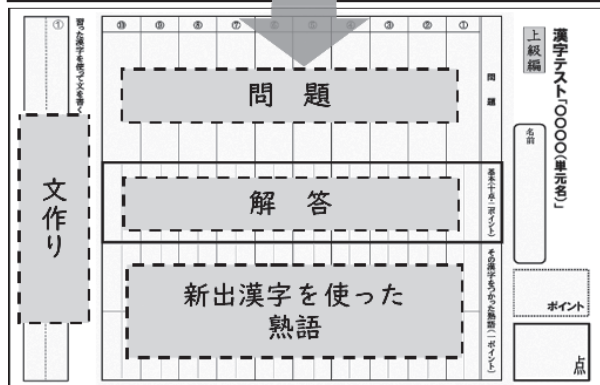 漢字テスト「〇〇〇〇(単元名)」
上級編
名前
ポイント
点
問題
基本(十点・二ポイント)
その漢字をつかった熟語(一ポイント)
① ② ③ ⑦ ⑧ ⑨ ⑩
問題
解答
新出漢字を使った
熟語
習った漢字を使って文を書く
①
文作り